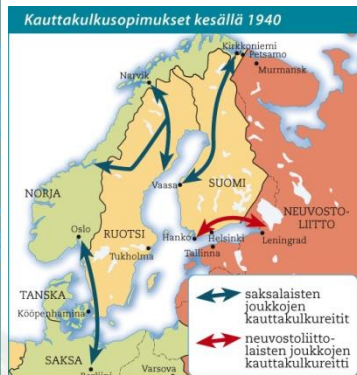 Kauttakulkusopimukset kesällä 1940
Kirkkoniemi
Petsamo
Murmansk
Narvik
Vaasa
SUOMI
NORJA
NEUVOSTO-
LIITTO
RUOTSI
Oslo
Hanko
Helsinki
Leningrad
Tallinna
Tukholma
TANSKA
Kööpenhamina
SAKSA
Berliini
Varsova
saksalaisten
joukkojen
kauttakulkureitit
neuvostoliitto-
laisten joukkojen
kauttakulkureitti